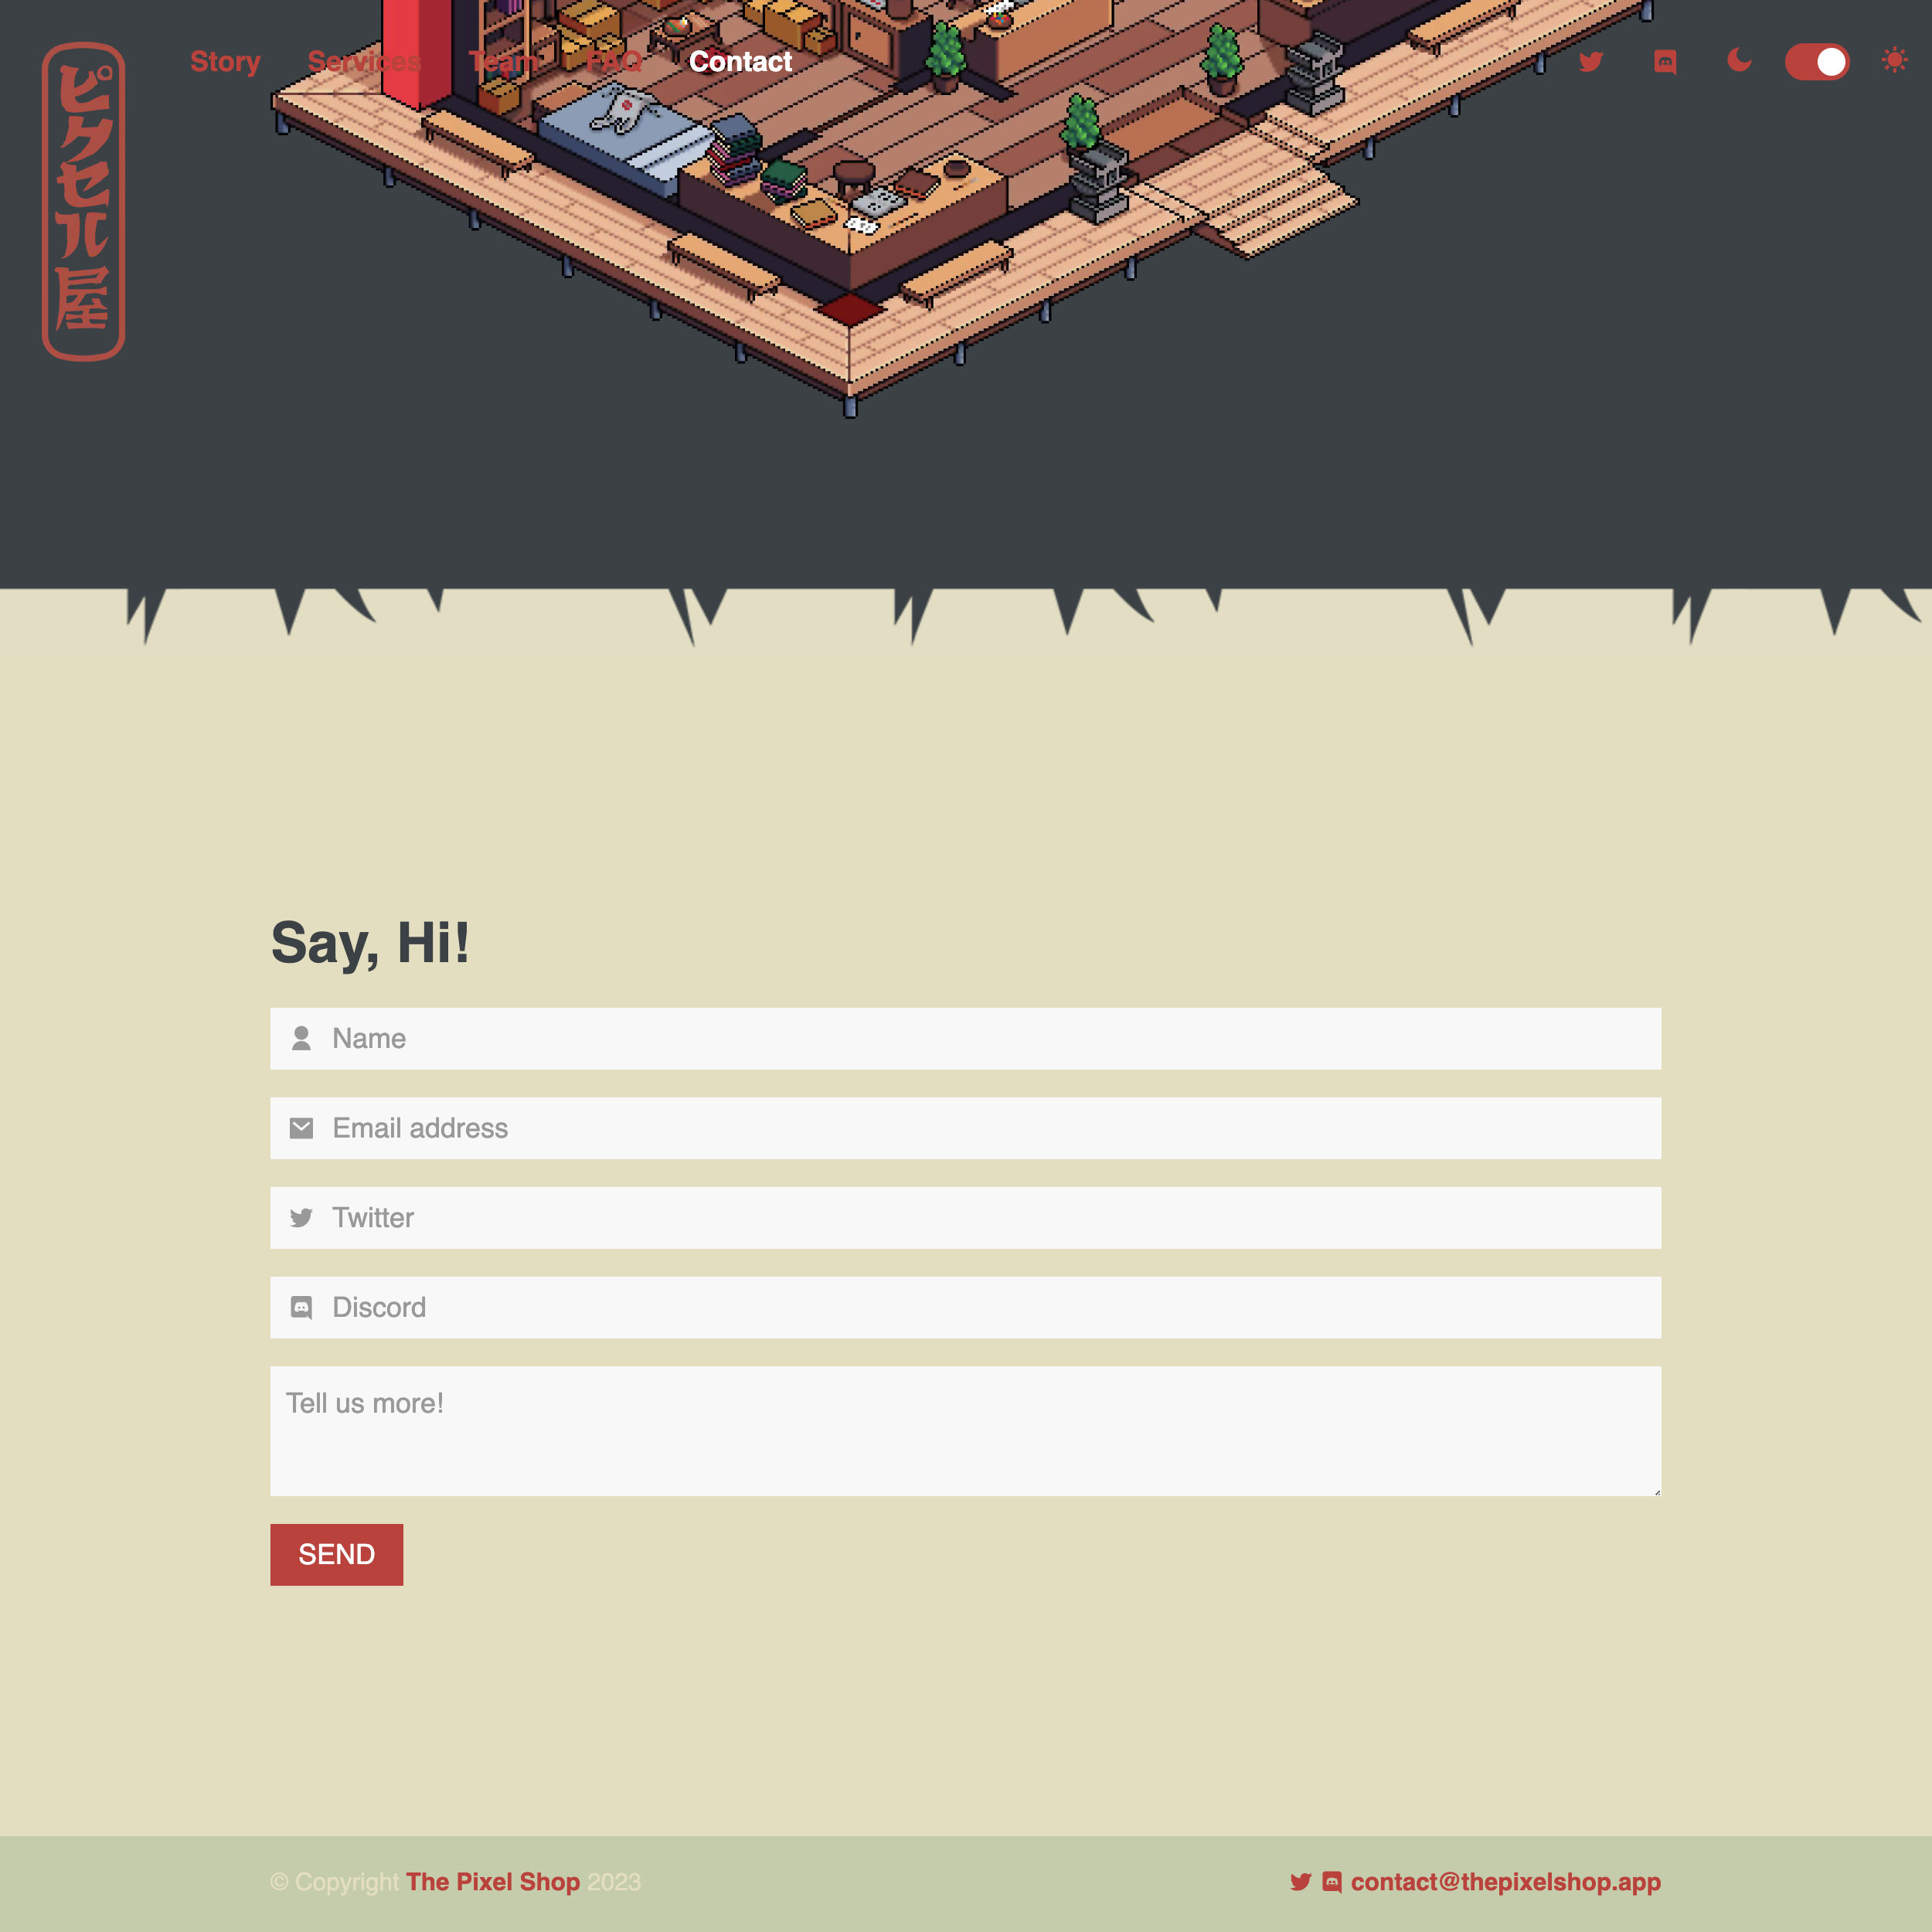 ピクセル屋
Story Services Team FAQ Contact
Say, Hi!
Name
Email address
Twitter
Discord
Tell us more!
SEND
© Copyright The Pixel Shop 2023
contact@thepixelshop.app